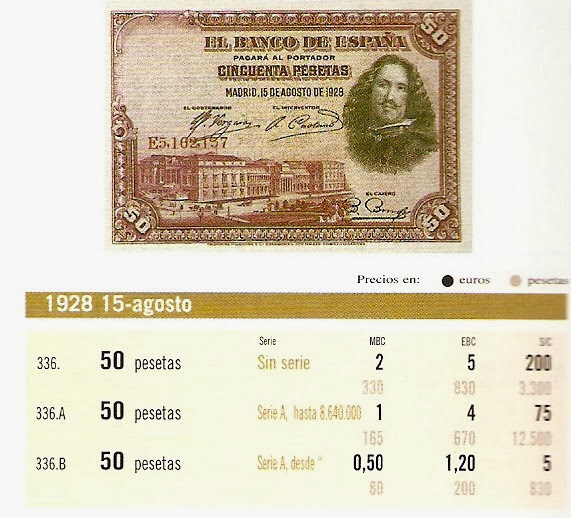 50 50
EL BANCO DE ESPAÑA
PAGARÁ AL PORTADOR
CINCUENTA PESETAS
MADRID, 15 DE AGOSTO DE 1928
EL GOBERNADOR EL INTERVENTOR
E5,162,157
EL CAJERO
50 50
Precios en: euros pesetas
1928 15-agosto
Serie MBC EBC S/C
336. 50 pesetas Sin serie 2 5 200
330 830 3.300
336.A 50 pesetas Serie A, hasta 8.640.000 1 4 75
165 670 12.500
336.B 50 pesetas Serie A, desde " 0,50 1,20 5
80 200 830